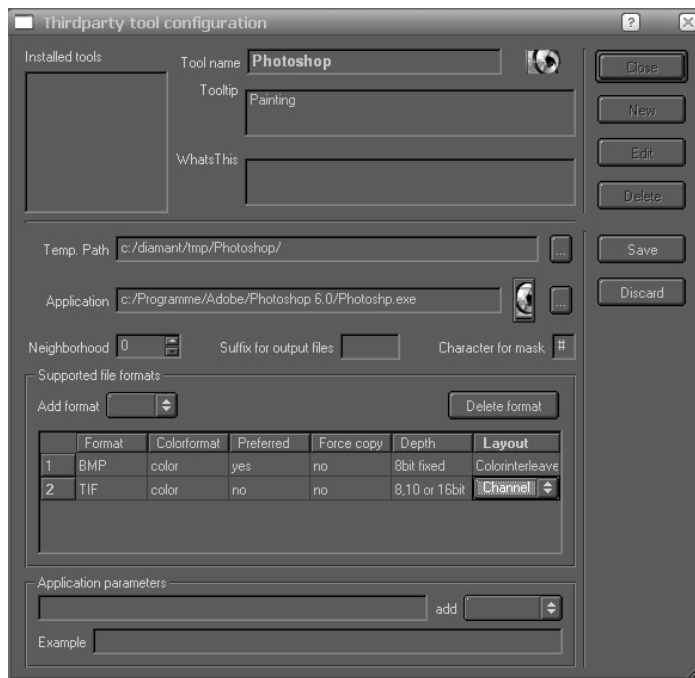 Thirdparty tool configuration ?
Installed tools
Tool name Photoshop
Tooltip Painting
WhatsThis
Close
New
Edit
Delete
Temp. Path c:/diamant/tmp/Photoshop/ ...
Save
Application c:/Programme/Adobe/Photoshop 6.0/Photoshp.exe ...
Discard
Neighborhood 0 Suffix for output files Character for mask #
Supported file formats
Add format Delete format
Format Colorformat Preferred Force copy Depth Layout
1 BMP color yes no 8bit fixed Colorinterleave
2 TIF color no no 8,10 or 16bit Channel
Application parameters
add
Example